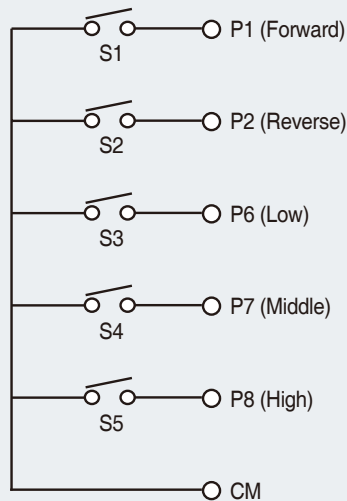 P1 (Forward)
S1
P2 (Reverse)
S2
P6 (Low)
S3
P7 (Middle)
S4
P8 (High)
S5
CM